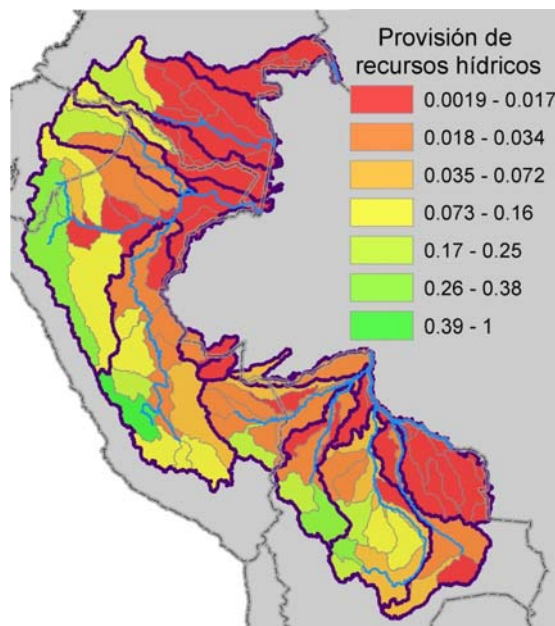 Provisión de
recursos hídricos
0.0019 - 0.017
0.018 - 0.034
0.035 - 0.072
0.073 - 0.16
0.17 - 0.25
0.26 - 0.38
0.39 - 1